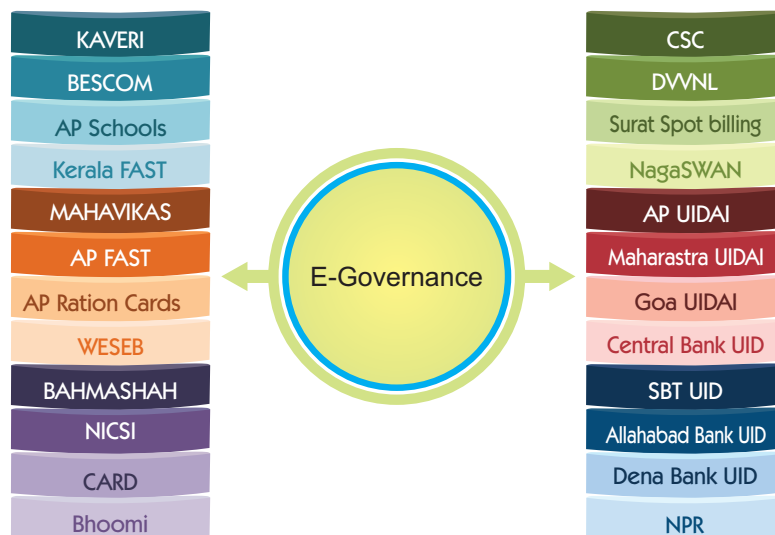 KAVERI
BESCOM
AP Schools
Kerala FAST
MAHAVIKAS
AP FAST
AP Ration Cards
WESEB
BAHMASHAH
NICSI
CARD
Bhoomi
E-Governance
CSC
DVVNL
Surat Spot billing
NagaSWAN
AP UIDAI
Maharastra UIDAI
Goa UIDAI
Central Bank UID
SBT UID
Allahabad Bank UID
Dena Bank UID
NPR